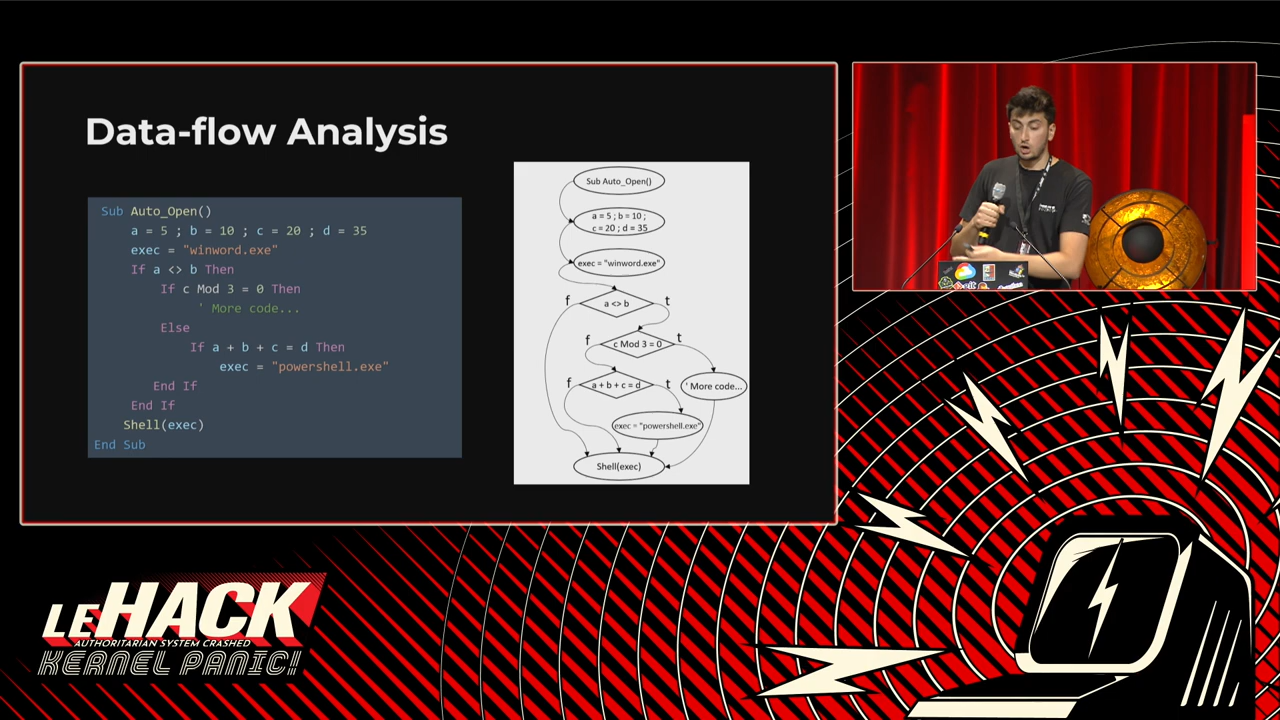 Data-flow Analysis
Sub Auto_Open()
a = 5 ; b = 10 ; c = 20 ; d = 35
exec = "winword.exe"
If a <> b Then
If c Mod 3 = 0 Then
' More code...
Else
If a + b + c = d Then
exec = "powershell.exe"
End If
End If
Shell(exec)
End Sub
Sub Auto_Open()
a = 5 ; b = 10 ;
c = 20 ; d = 35
exec = "winword.exe"
f
a <> b
t
f
c Mod 3 = 0
t
f
a + b + c = d
t
' More code...
exec = "powershell.exe"
Shell(exec)
LEHACK
AUTHORITARIAN SYSTEM CRASHED
KERNEL PANIC!